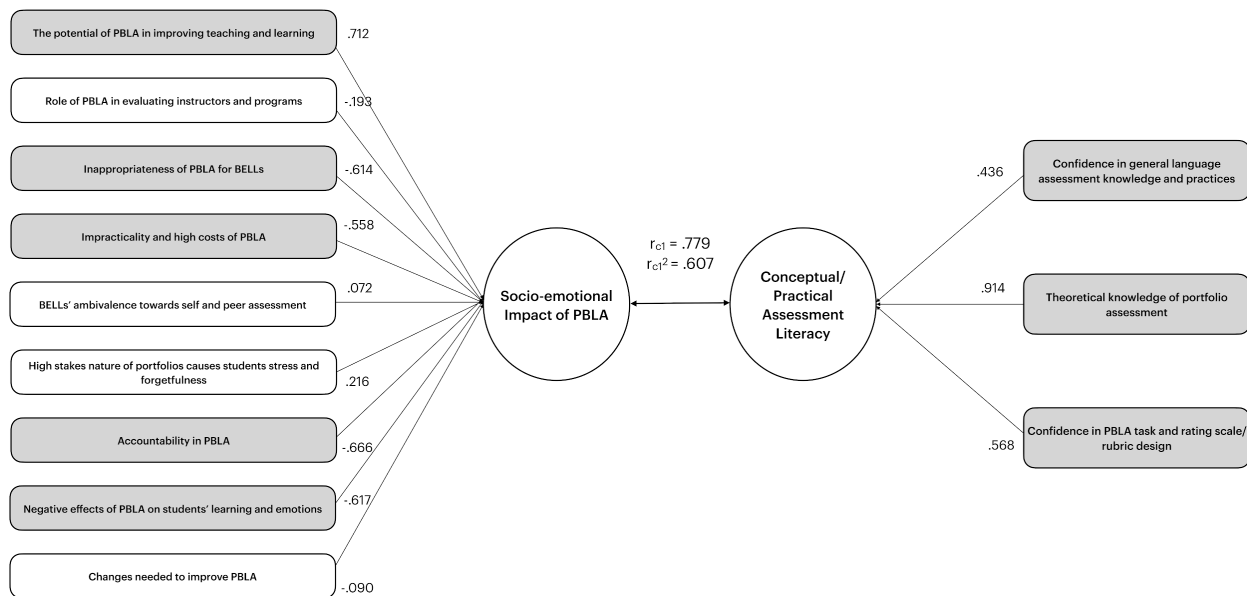 The potential of PBLA in improving teaching and learning
.712
Role of PBLA in evaluating instructors and programs
-.193
Inappropriateness of PBLA for BELLs
-.614
Impracticality and high costs of PBLA
-.558
BELLs' ambivalence towards self and peer assessment
.072
High stakes nature of portfolios causes students stress and
forgetfulness
.216
Accountability in PBLA
-.666
Negative effects of PBLA on students' learning and emotions
-.617
Changes needed to improve PBLA
-.090
Socio-emotional
Impact of PBLA
rc1 = .779
rc1² = .607
Conceptual/
Practical
Assessment
Literacy
.436
Confidence in general language
assessment knowledge and practices
.914
Theoretical knowledge of portfolio
assessment
.568
Confidence in PBLA task and rating scale/
rubric design